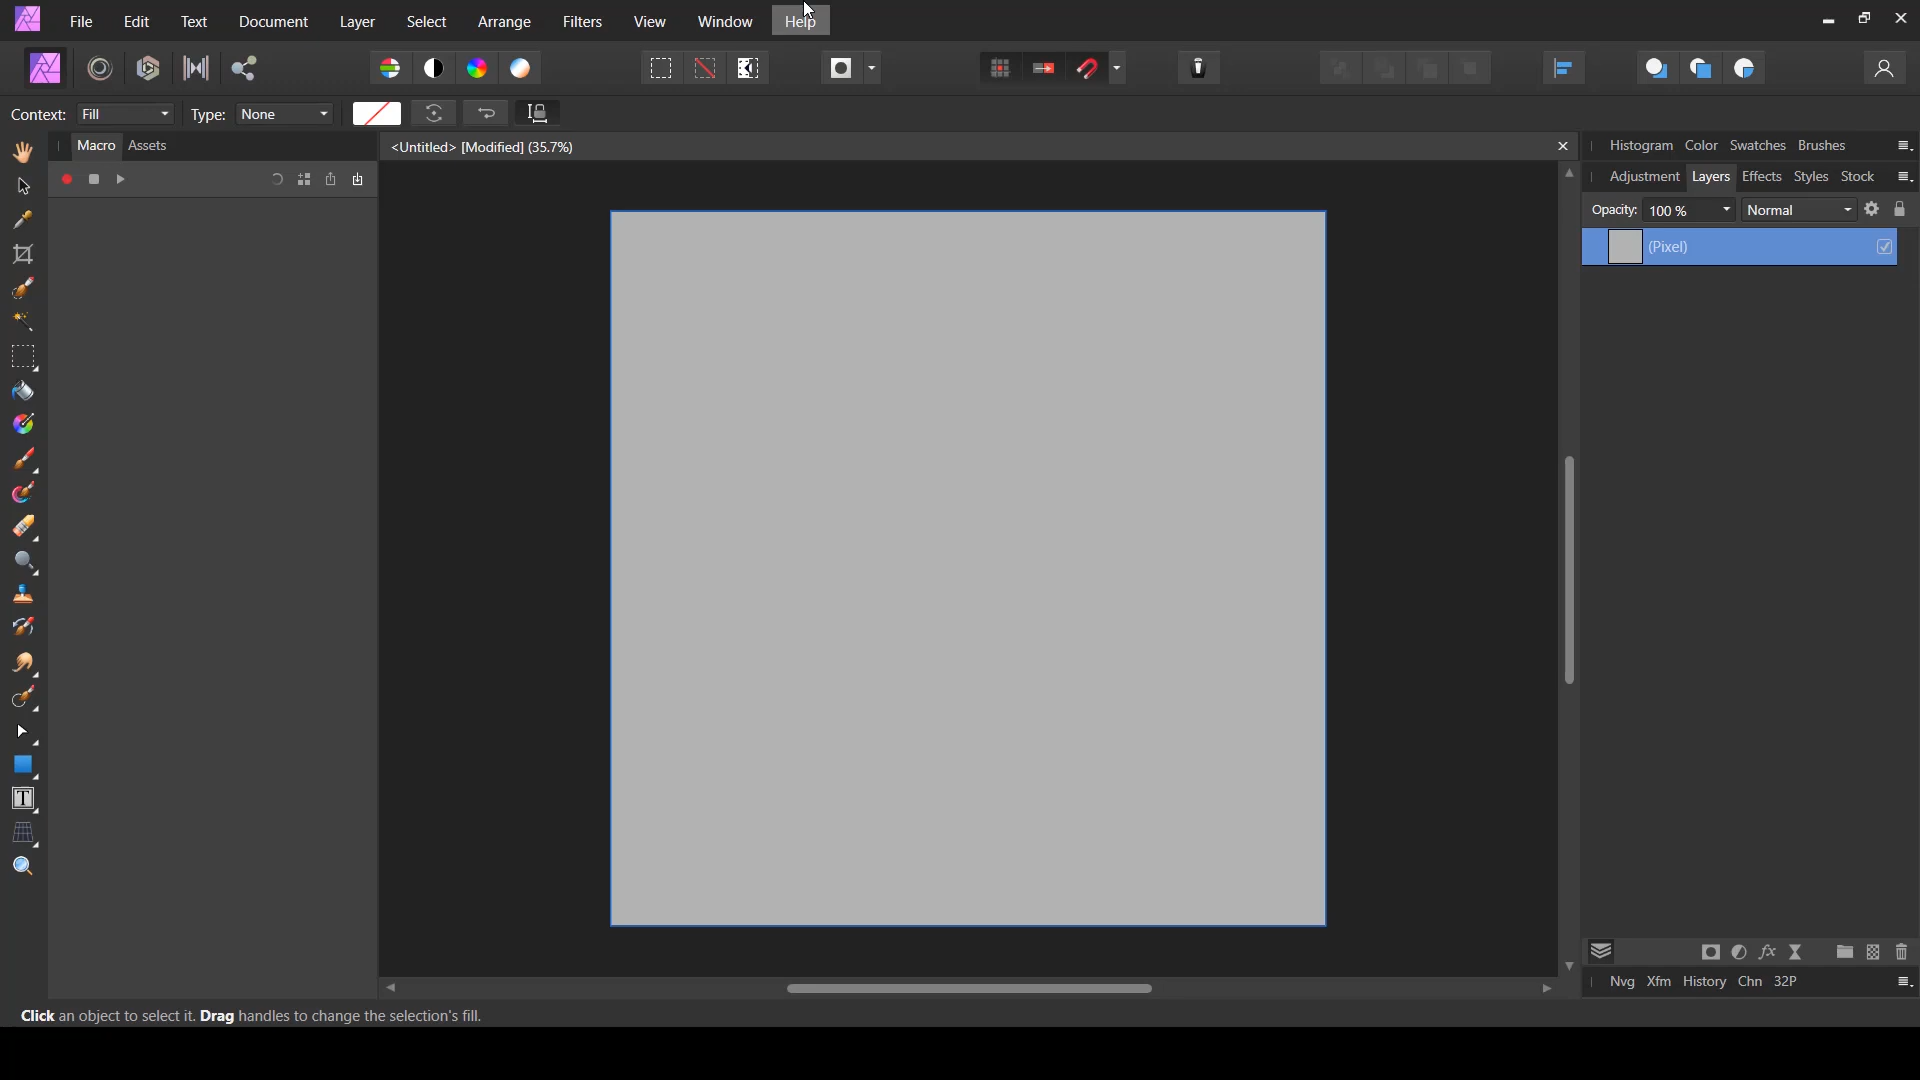 File Edit Text Document Layer Select Arrange Filters View Window Help
Context: Fill Type: None
Macro Assets
<Untitled> [Modified] (35.7%)
Histogram Color Swatches Brushes
Adjustment Layers Effects Styles Stock
Opacity: 100 % Normal
(Pixel)
Nvg Xfm History Chn 32P
Click an object to select it. Drag handles to change the selection's fill.